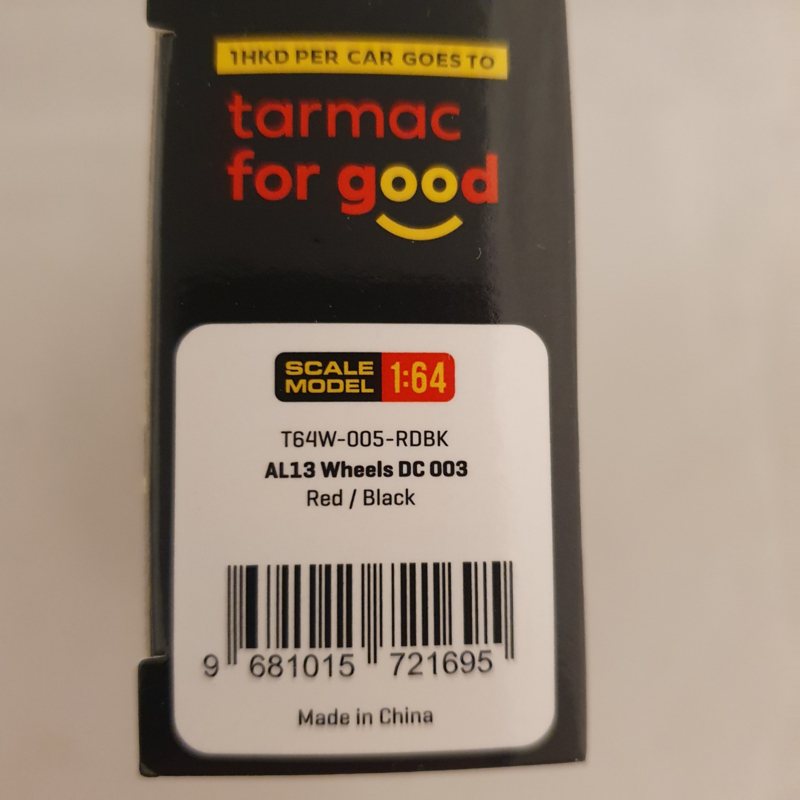 1HKD PER CAR GOES TO
tarmac
for good
SCALE
MODEL 1:64
T64W-005-RDBK
AL13 Wheels DC 003
Red / Black
9 681015 721695
Made in China